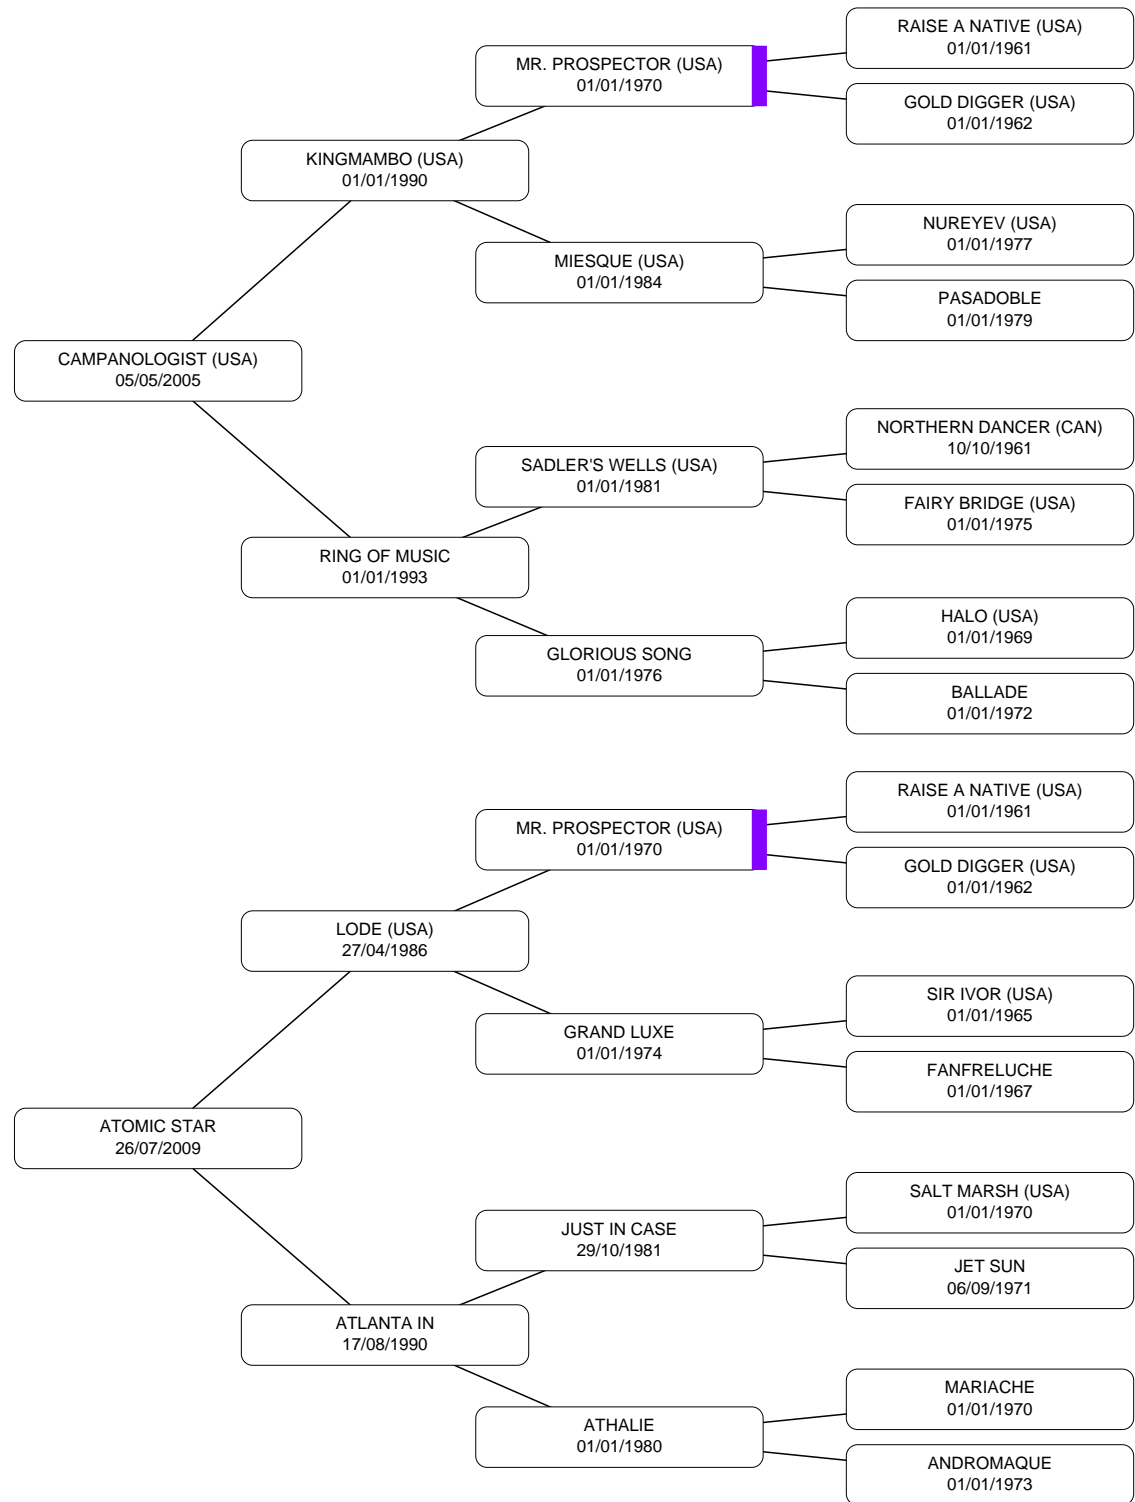 RAISE A NATIVE (USA)
01/01/1961
MR. PROSPECTOR (USA)
01/01/1970
GOLD DIGGER (USA)
01/01/1962
KINGMAMBO (USA)
01/01/1990
NUREYEV (USA)
01/01/1977
MIESQUE (USA)
01/01/1984
PASADOBLE
01/01/1979
CAMPANOLOGIST (USA)
05/05/2005
NORTHERN DANCER (CAN)
10/10/1961
SADLER'S WELLS (USA)
01/01/1981
FAIRY BRIDGE (USA)
01/01/1975
RING OF MUSIC
01/01/1993
HALO (USA)
01/01/1969
GLORIOUS SONG
01/01/1976
BALLADE
01/01/1972
RAISE A NATIVE (USA)
01/01/1961
MR. PROSPECTOR (USA)
01/01/1970
GOLD DIGGER (USA)
01/01/1962
LODE (USA)
27/04/1986
SIR IVOR (USA)
01/01/1965
GRAND LUXE
01/01/1974
FANFRELUCHE
01/01/1967
ATOMIC STAR
26/07/2009
SALT MARSH (USA)
01/01/1970
JUST IN CASE
29/10/1981
JET SUN
06/09/1971
ATLANTA IN
17/08/1990
MARIACHE
01/01/1970
ATHALIE
01/01/1980
ANDROMAQUE
01/01/1973